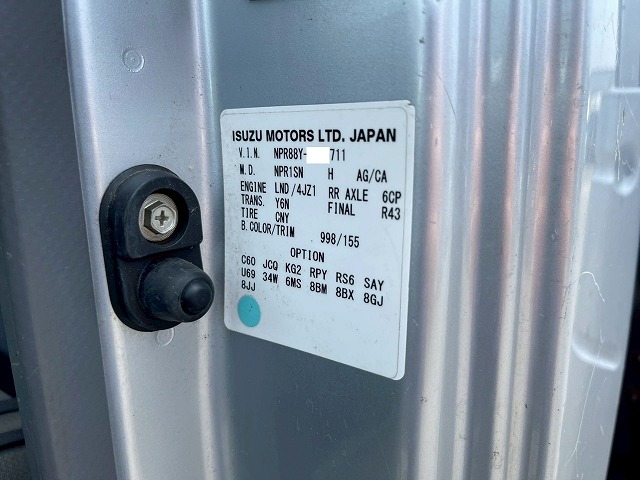 ISUZU MOTORS LTD. JAPAN
V.I.N. NPR88Y- 711
M.D. NPR1SN H AG/CA
ENGINE LND/4JZ1 RR AXLE 6CP
TRANS. Y6N FINAL R43
TIRE CNY
B.COLOR/TRIM 998/155
OPTION
C60 JCQ KG2 RPY RS6 SAY
U69 34W 6MS 8BM 8BX 8GJ
8JJ